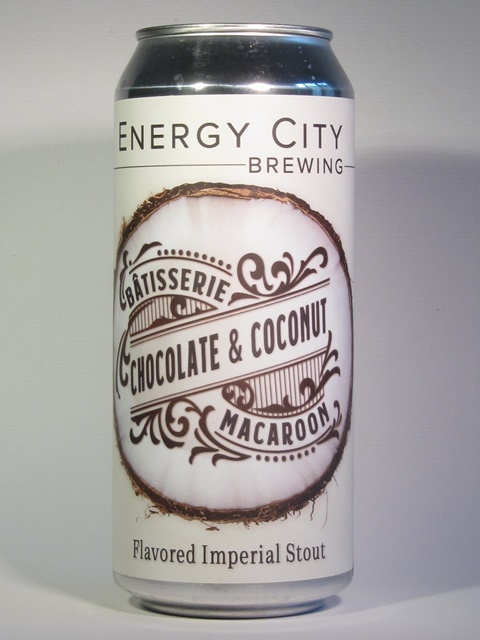 ENERGY CITY
BREWING
BÂTISSERIE
CHOCOLATE & COCONUT
MACAROON
Flavored Imperial Stout